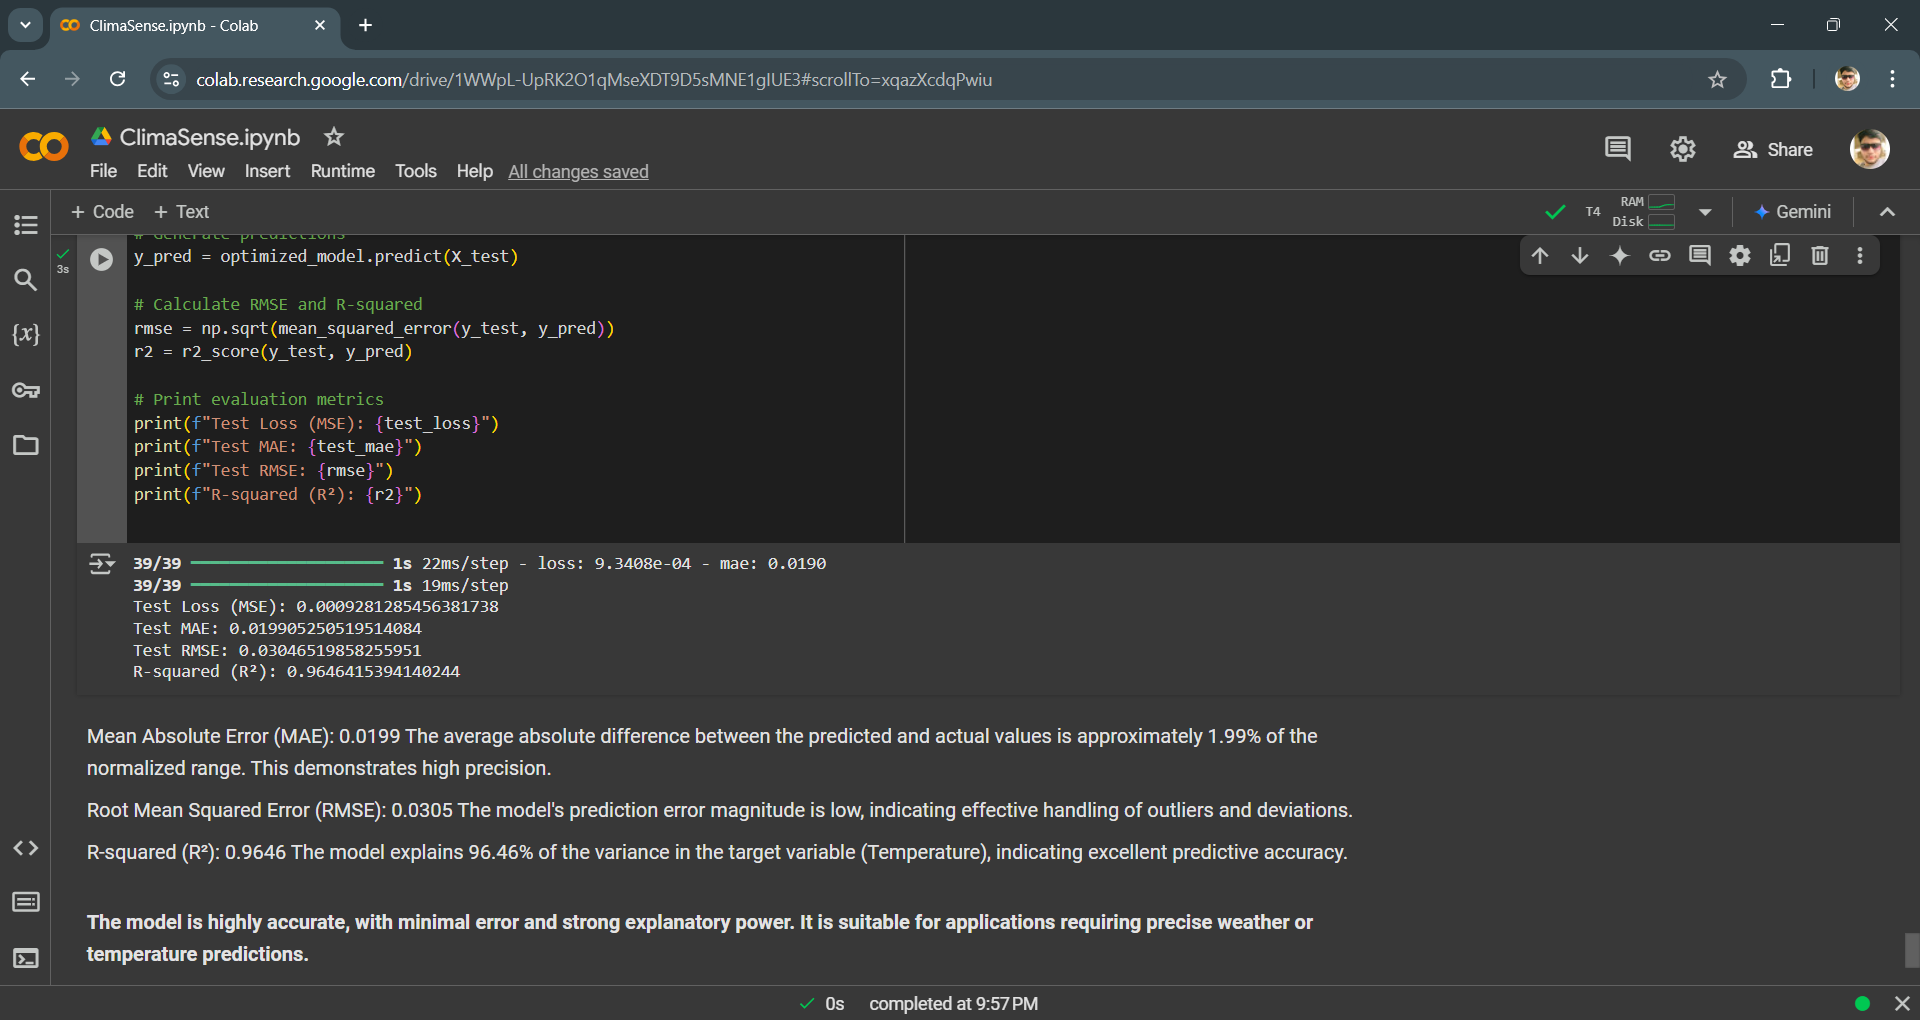 ClimaSense.ipynb - Colab
colab.research.google.com/drive/1WWpL-UpRK2O1qMseXDT9D5sMNE1glUE3#scrollTo=xqazXcdqPwiu
ClimaSense.ipynb
Share
File Edit View Insert Runtime Tools Help All changes saved
+ Code + Text
T4 RAM Disk Gemini
3s
# Generate predictions
y_pred = optimized_model.predict(X_test)
# Calculate RMSE and R-squared
rmse = np.sqrt(mean_squared_error(y_test, y_pred))
r2 = r2_score(y_test, y_pred)
# Print evaluation metrics
print(f"Test Loss (MSE): {test_loss}")
print(f"Test MAE: {test_mae}")
print(f"Test RMSE: {rmse}")
print(f"R-squared (R²): {r2}")
39/39 1s 22ms/step - loss: 9.3408e-04 - mae: 0.0190
39/39 1s 19ms/step
Test Loss (MSE): 0.0009281285456381738
Test MAE: 0.019905250519514084
Test RMSE: 0.03046519858255951
R-squared (R²): 0.9646415394140244
Mean Absolute Error (MAE): 0.0199 The average absolute difference between the predicted and actual values is approximately 1.99% of the
normalized range. This demonstrates high precision.
Root Mean Squared Error (RMSE): 0.0305 The model's prediction error magnitude is low, indicating effective handling of outliers and deviations.
R-squared (R²): 0.9646 The model explains 96.46% of the variance in the target variable (Temperature), indicating excellent predictive accuracy.
The model is highly accurate, with minimal error and strong explanatory power. It is suitable for applications requiring precise weather or
temperature predictions.
0s completed at 9:57 PM